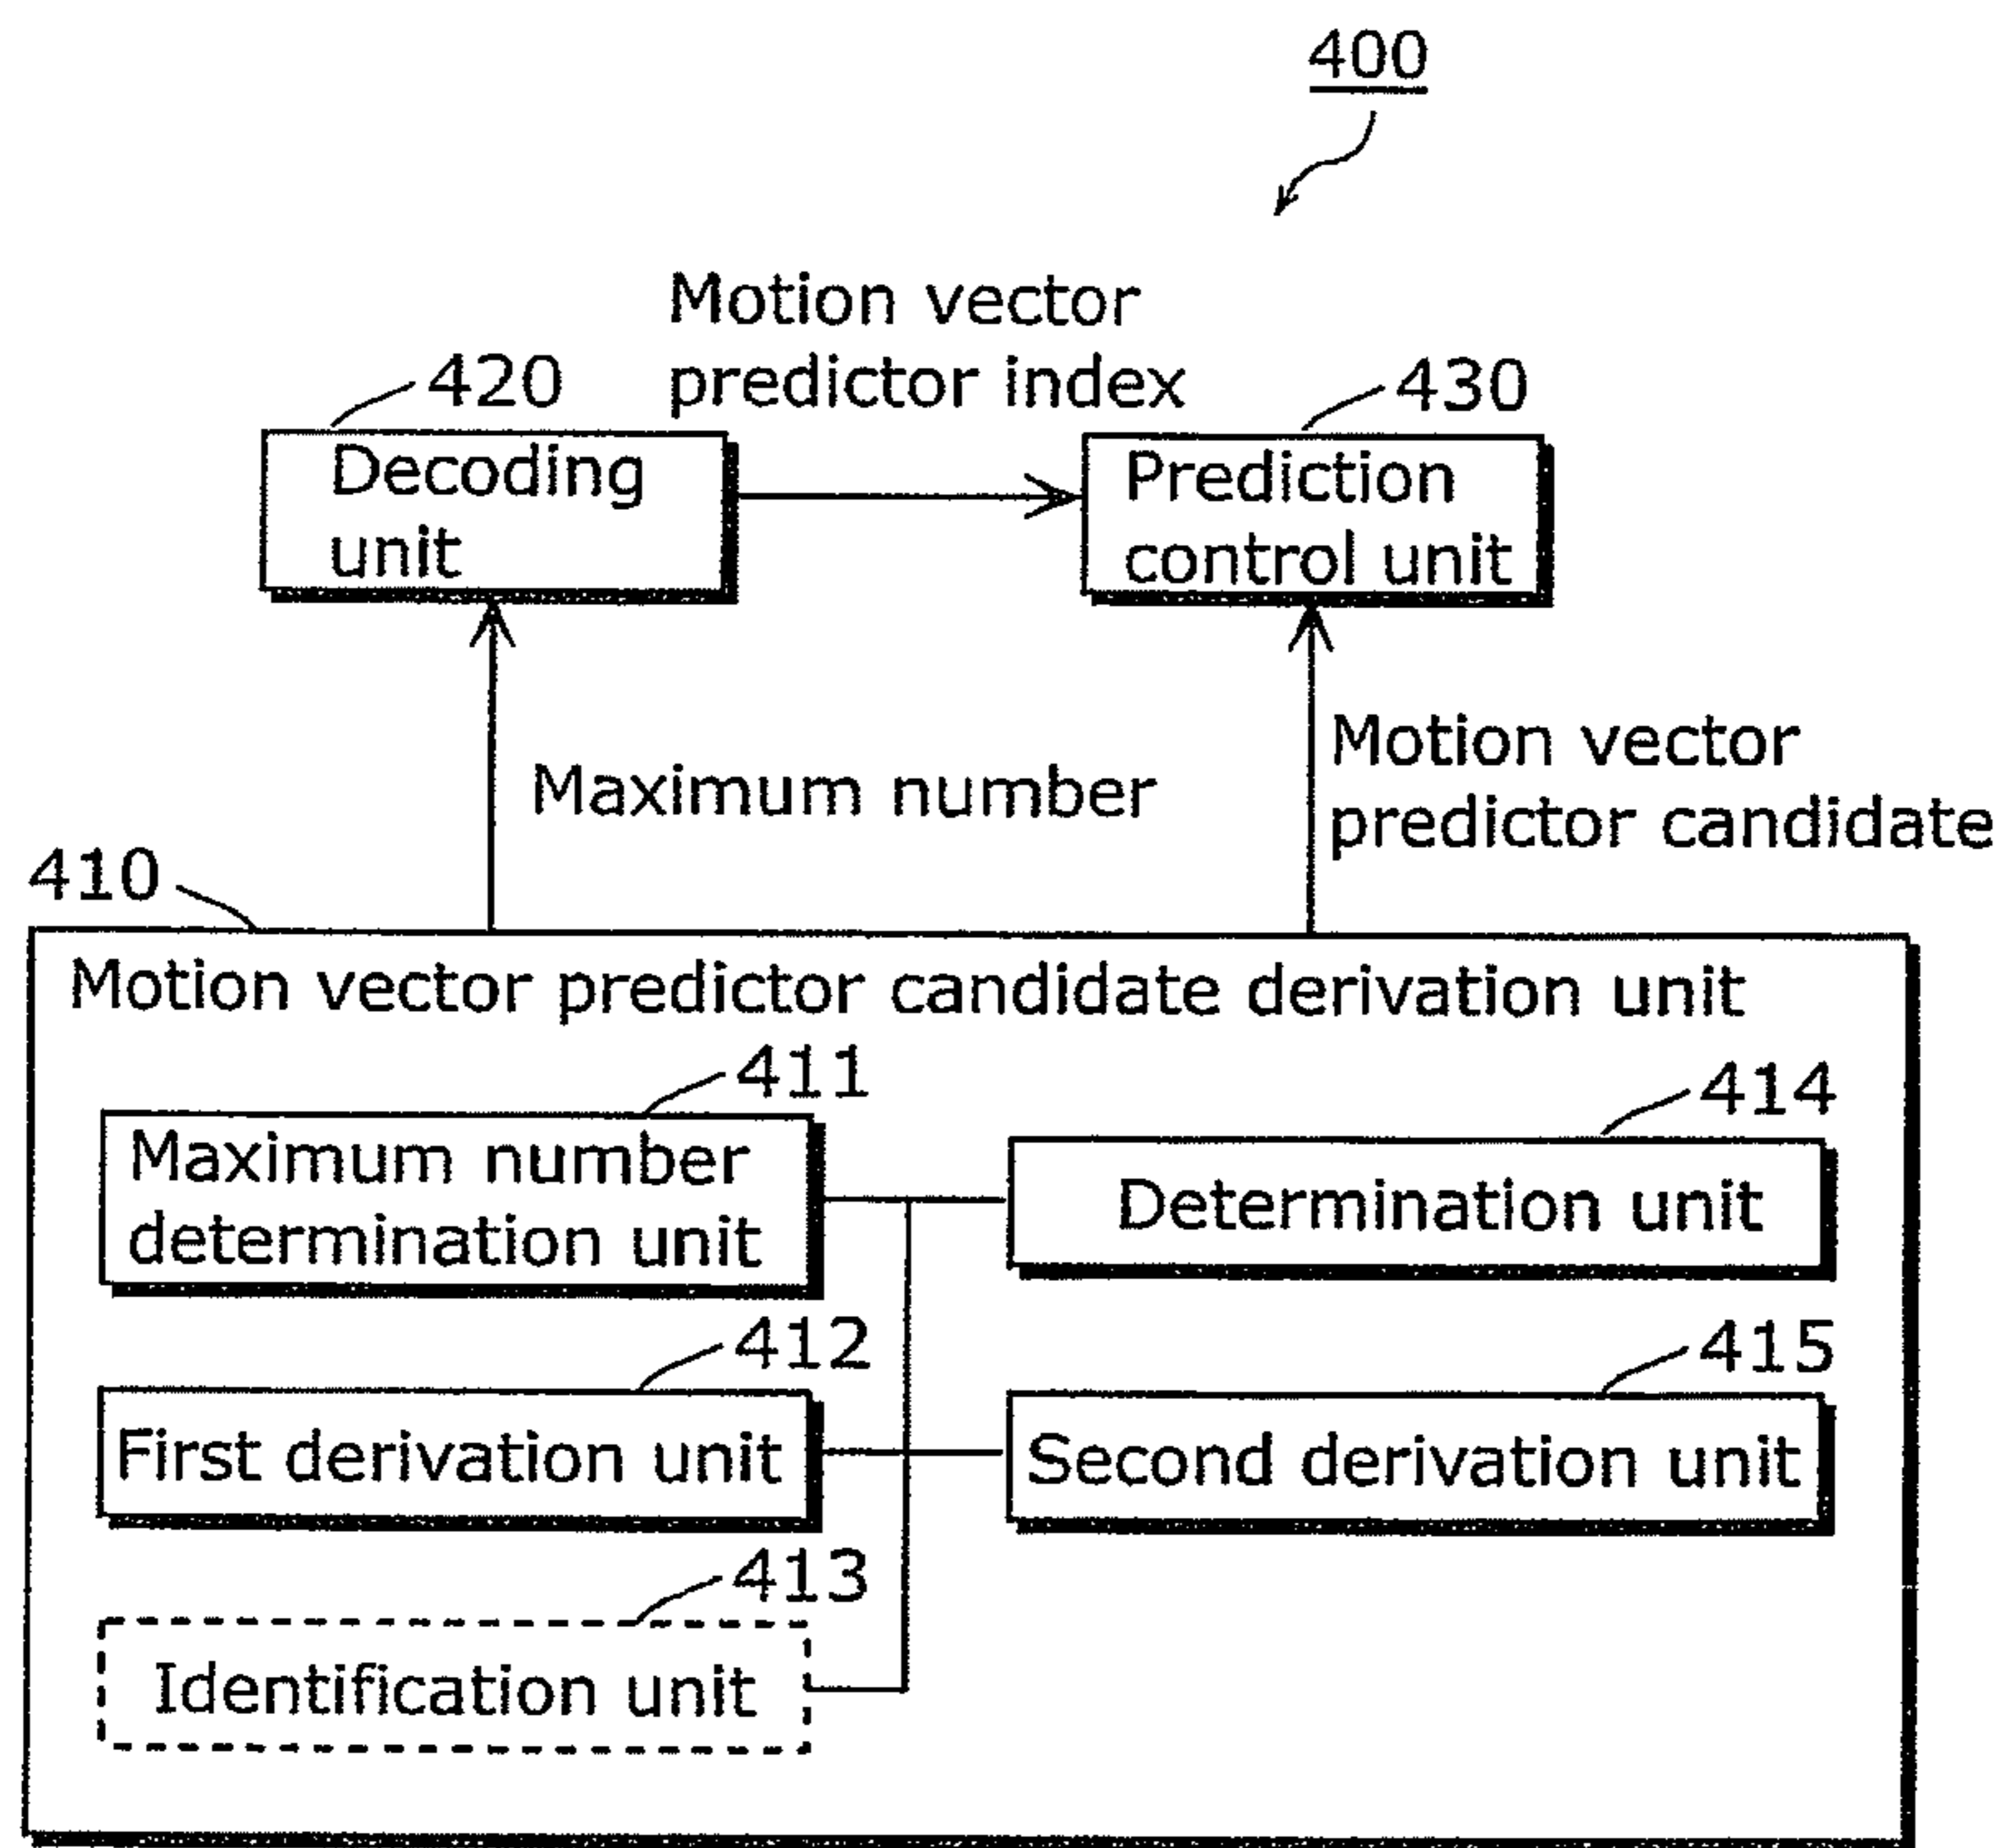 400
Motion vector
predictor index
420
430
Decoding
unit
Prediction
control unit
Maximum number
Motion vector
predictor candidate
410
Motion vector predictor candidate derivation unit
411
Maximum number
determination unit
414
Determination unit
412
First derivation unit
415
Second derivation unit
413
Identification unit